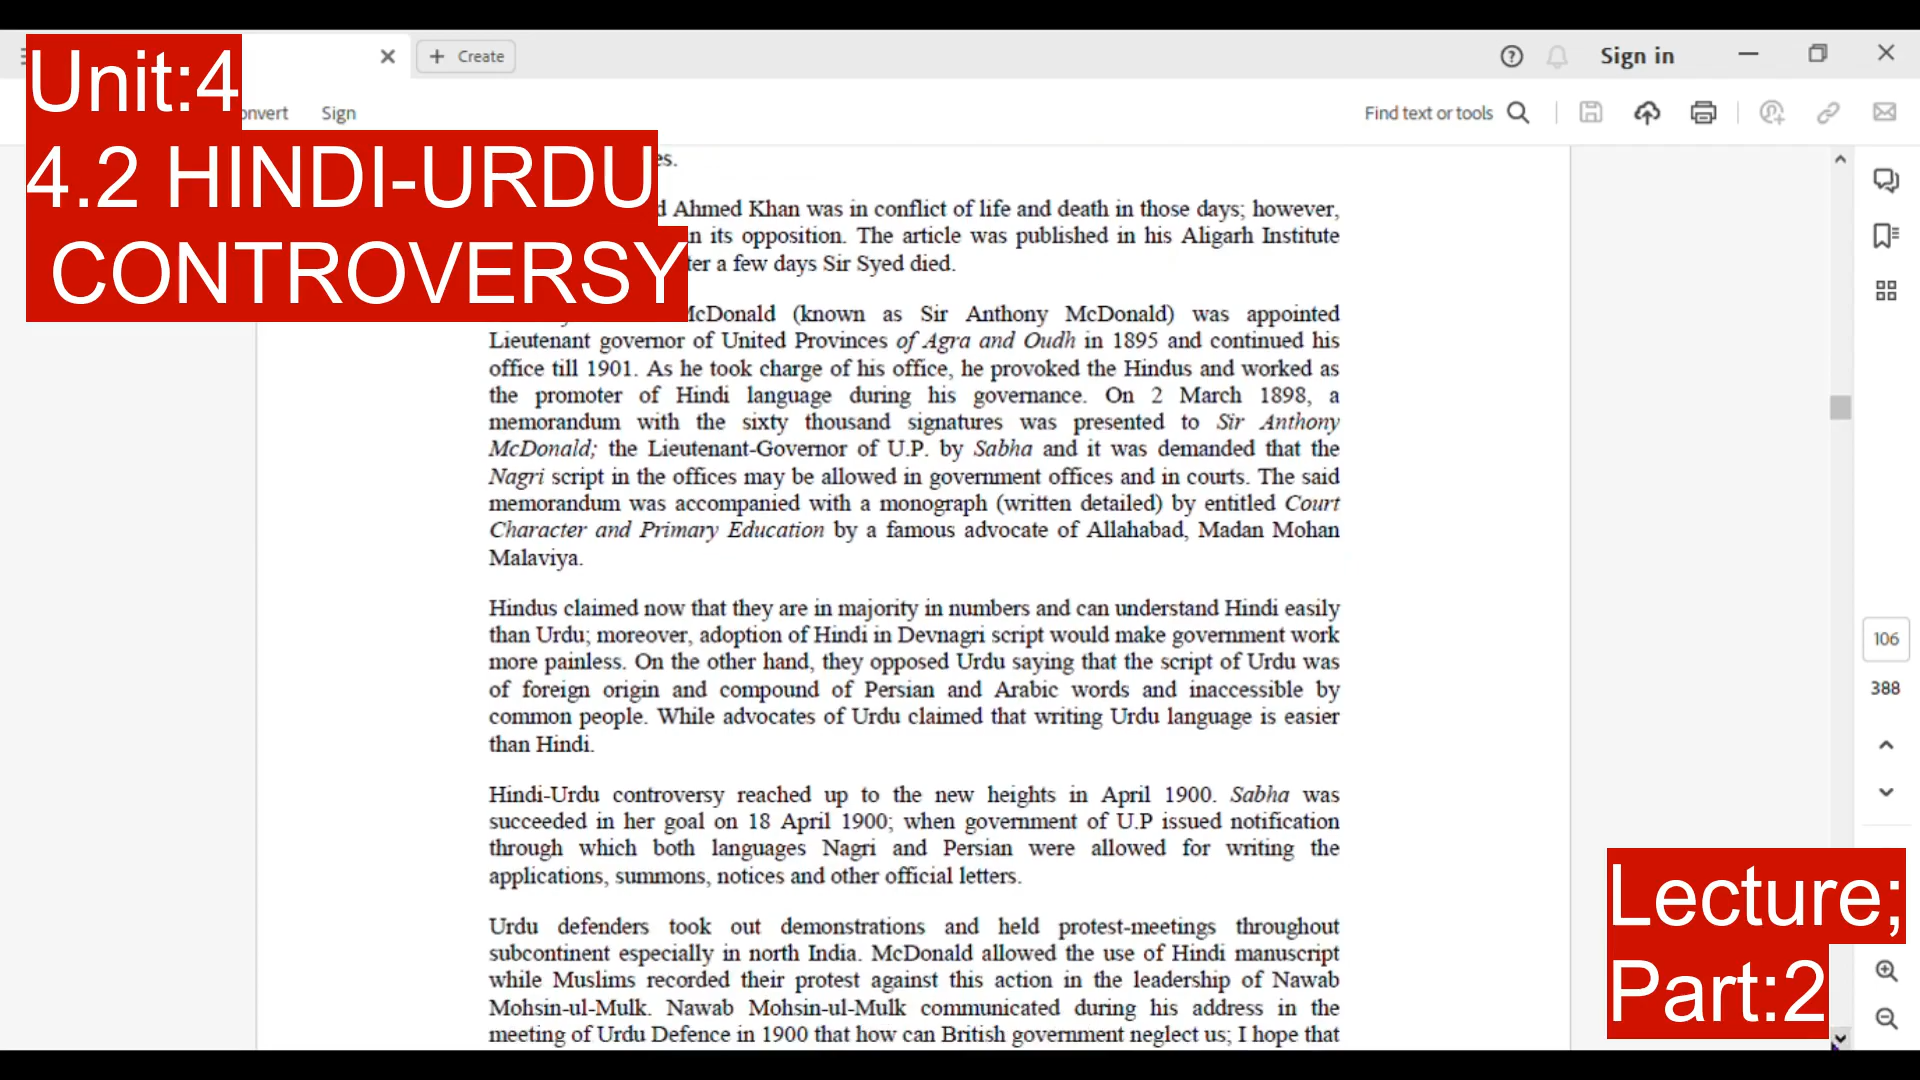 Unit:4
4.2 HINDI-URDU
CONTROVERSY
Create
Sign in
Sign
Find text or tools
Ahmed Khan was in conflict of life and death in those days; however,
its opposition. The article was published in his Aligarh Institute
a few days Sir Syed died.
McDonald (known as Sir Anthony McDonald) was appointed
Lieutenant governor of United Provinces of Agra and Oudh in 1895 and continued his
office till 1901. As he took charge of his office, he provoked the Hindus and worked as
the promoter of Hindi language during his governance. On 2 March 1898, a
memorandum with the sixty thousand signatures was presented to Sir Anthony
McDonald; the Lieutenant-Governor of U.P. by Sabha and it was demanded that the
Nagri script in the offices may be allowed in government offices and in courts. The said
memorandum was accompanied with a monograph (written detailed) by entitled Court
Character and Primary Education by a famous advocate of Allahabad, Madan Mohan
Malaviya.
Hindus claimed now that they are in majority in numbers and can understand Hindi easily
than Urdu; moreover, adoption of Hindi in Devnagri script would make government work
more painless. On the other hand, they opposed Urdu saying that the script of Urdu was
of foreign origin and compound of Persian and Arabic words and inaccessible by
common people. While advocates of Urdu claimed that writing Urdu language is easier
than Hindi.
Hindi-Urdu controversy reached up to the new heights in April 1900. Sabha was
succeeded in her goal on 18 April 1900; when government of U.P issued notification
through which both languages Nagri and Persian were allowed for writing the
applications, summons, notices and other official letters.
Urdu defenders took out demonstrations and held protest-meetings throughout
subcontinent especially in north India. McDonald allowed the use of Hindi manuscript
while Muslims recorded their protest against this action in the leadership of Nawab
Mohsin-ul-Mulk. Nawab Mohsin-ul-Mulk communicated during his address in the
meeting of Urdu Defence in 1900 that how can British government neglect us; I hope that
106
388
Lecture;
Part:2